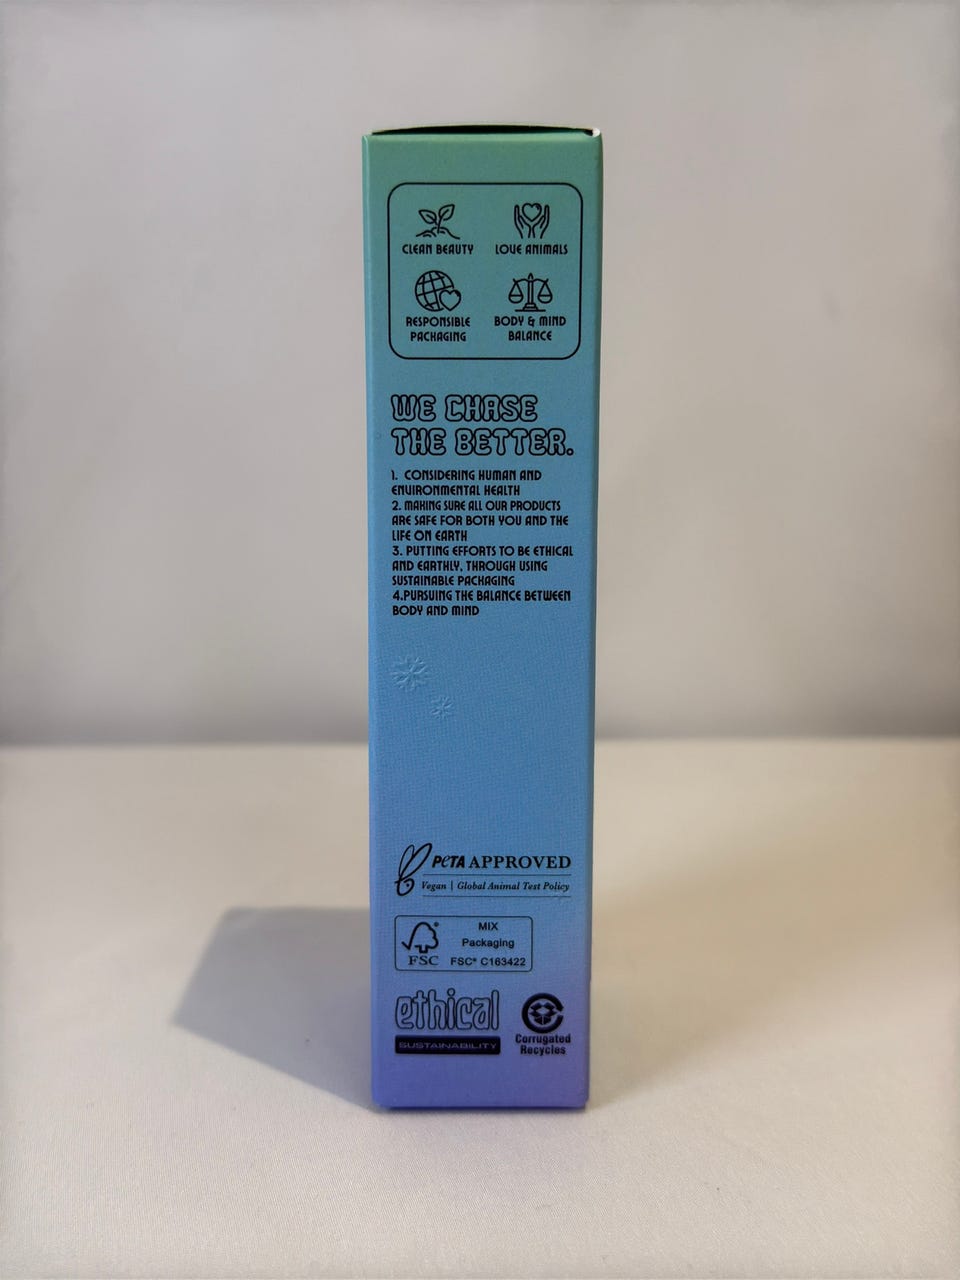 CLEAN BEAUTY
LOVE ANIMALS
RESPONSIBLE
PACKAGING
BODY & MIND
BALANCE
WE CHASE
THE BETTER.
1. CONSIDERING HUMAN AND
ENVIRONMENTAL HEALTH
2. MAKING SURE ALL OUR PRODUCTS
ARE SAFE FOR BOTH YOU AND THE
LIFE ON EARTH
3. PUTTING EFFORTS TO BE ETHICAL
AND EARTHLY, THROUGH USING
SUSTAINABLE PACKAGING
4.PURSUING THE BALANCE BETWEEN
BODY AND MIND
PETA APPROVED
Vegan | Global Animal Test Policy
MIX
Packaging
FSC FSC® C163422
ethical
SUSTAINABILITY
Corrugated
Recycles